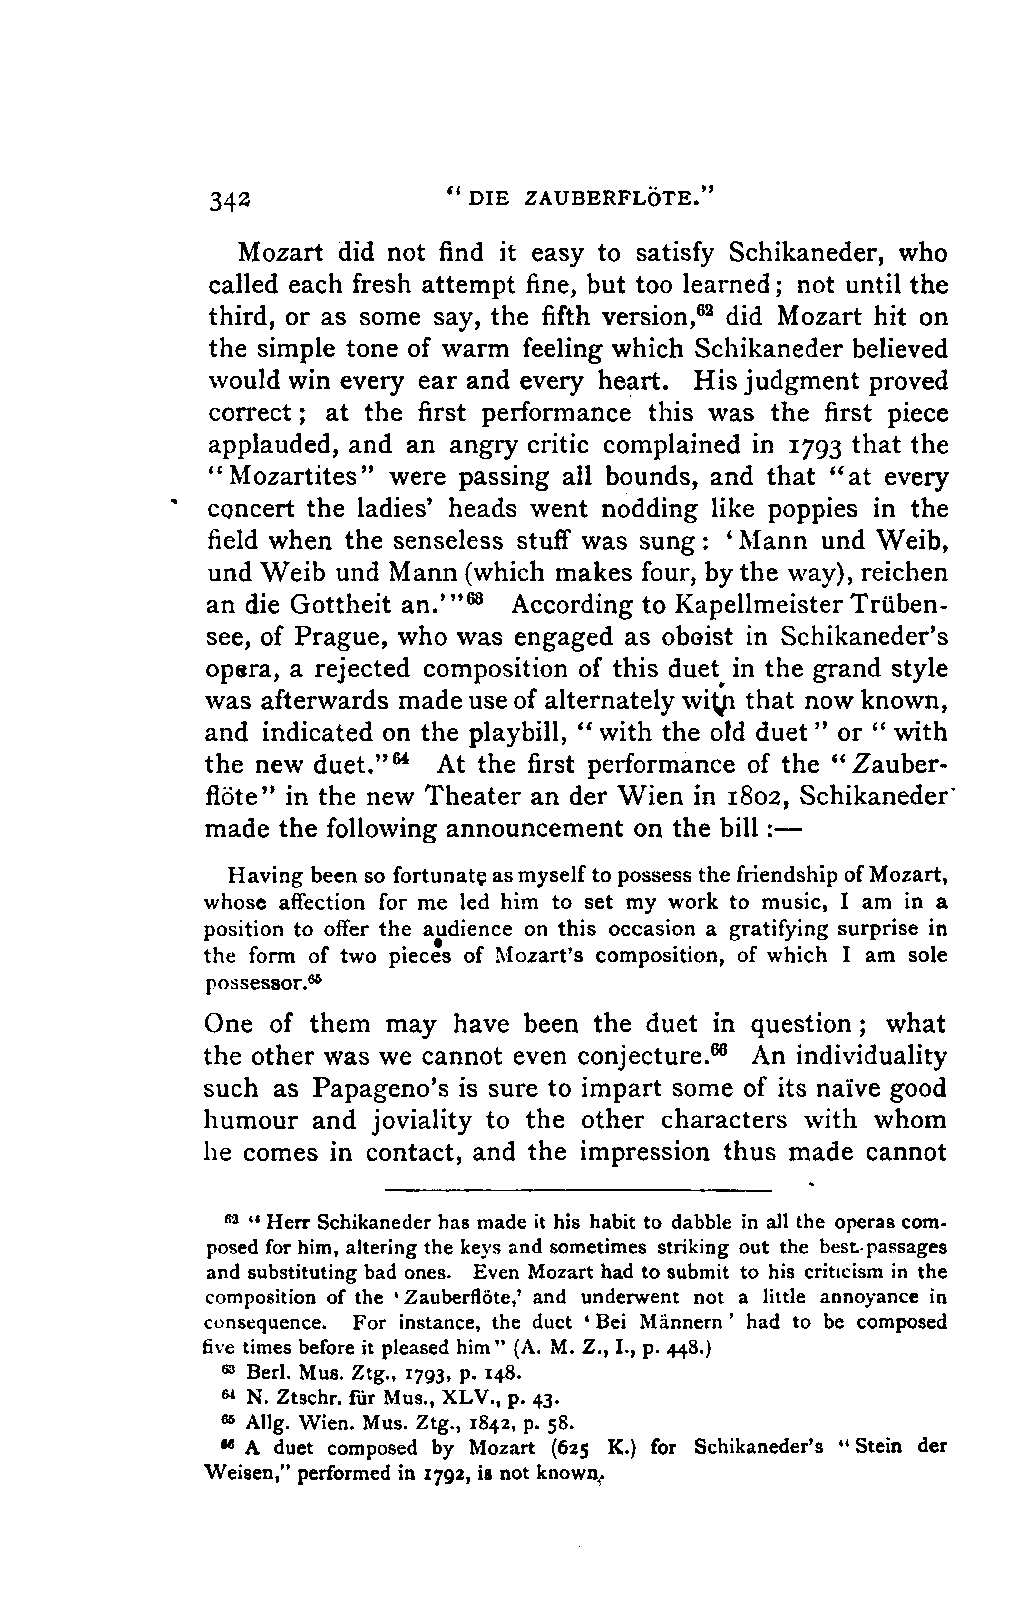 342 " DIE ZAUBERFLÖTE."
Mozart did not find it easy to satisfy Schikaneder, who
called each fresh attempt fine, but too learned; not until the
third, or as some say, the fifth version,⁶² did Mozart hit on
the simple tone of warm feeling which Schikaneder believed
would win every ear and every heart. His judgment proved
correct; at the first performance this was the first piece
applauded, and an angry critic complained in 1793 that the
"Mozartites" were passing all bounds, and that "at every
concert the ladies' heads went nodding like poppies in the
field when the senseless stuff was sung: 'Mann und Weib,
und Weib und Mann (which makes four, by the way), reichen
an die Gottheit an.'"⁶³ According to Kapellmeister Trüben-
see, of Prague, who was engaged as oboist in Schikaneder's
opera, a rejected composition of this duet in the grand style
was afterwards made use of alternately with that now known,
and indicated on the playbill, "with the old duet" or "with
the new duet."⁶⁴ At the first performance of the "Zauber-
flöte" in the new Theater an der Wien in 1802, Schikaneder
made the following announcement on the bill :—
Having been so fortunate as myself to possess the friendship of Mozart,
whose affection for me led him to set my work to music, I am in a
position to offer the audience on this occasion a gratifying surprise in
the form of two pieces of Mozart's composition, of which I am sole
possessor.⁶⁵
One of them may have been the duet in question; what
the other was we cannot even conjecture.⁶⁶ An individuality
such as Papageno's is sure to impart some of its naïve good
humour and joviality to the other characters with whom
he comes in contact, and the impression thus made cannot
⁶² "Herr Schikaneder has made it his habit to dabble in all the operas com-
posed for him, altering the keys and sometimes striking out the best passages
and substituting bad ones. Even Mozart had to submit to his criticism in the
composition of the 'Zauberflöte,' and underwent not a little annoyance in
consequence. For instance, the duet 'Bei Männern' had to be composed
five times before it pleased him" (A. M. Z., I., p. 448.)
⁶³ Berl. Mus. Ztg., 1793, p. 148.
⁶⁴ N. Ztschr. für Mus., XLV., p. 43.
⁶⁵ Allg. Wien. Mus. Ztg., 1842, p. 58.
⁶⁶ A duet composed by Mozart (625 K.) for Schikaneder's "Stein der
Weisen," performed in 1792, is not known.